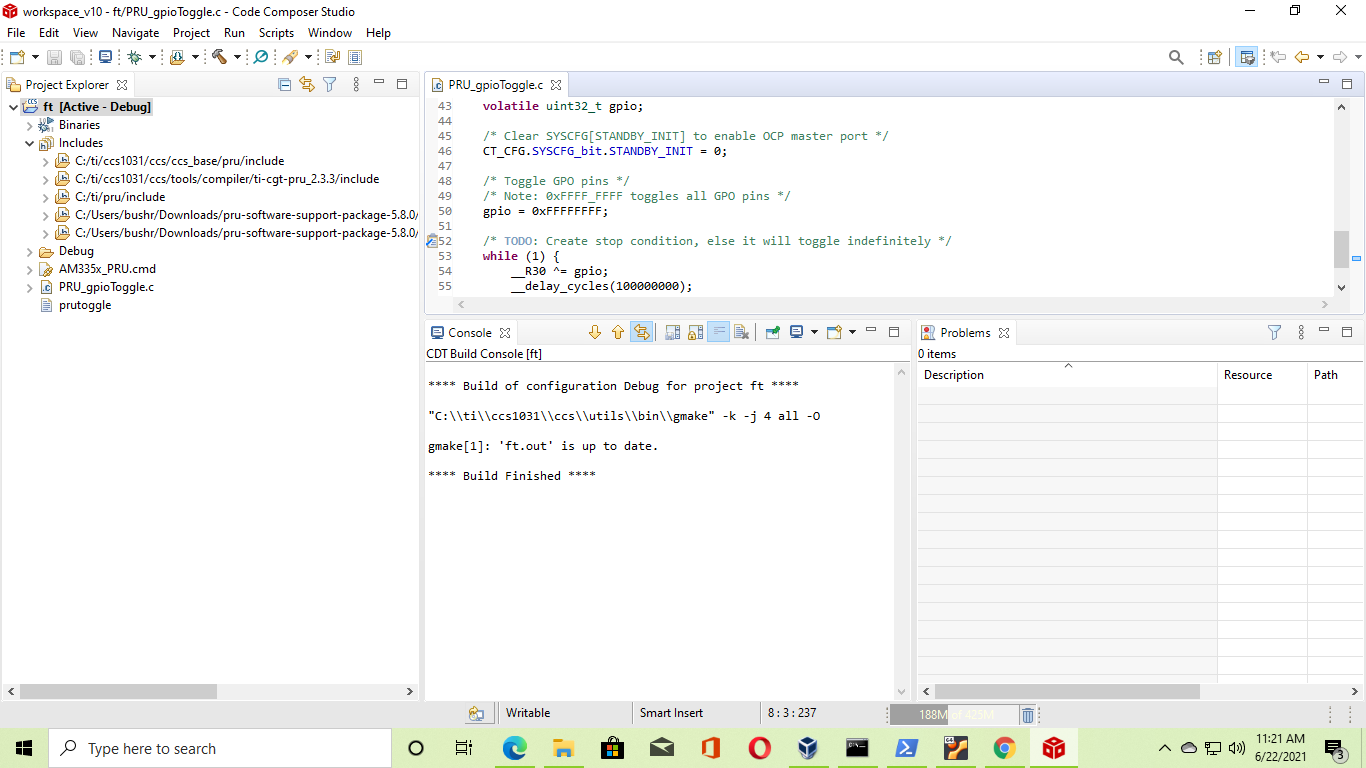 workspace_v10 - ft/PRU_gpioToggle.c - Code Composer Studio
File Edit View Navigate Project Run Scripts Window Help
Project Explorer
ft [Active - Debug]
Binaries
Includes
C:/ti/ccs1031/ccs/ccs_base/pru/include
C:/ti/ccs1031/ccs/tools/compiler/ti-cgt-pru_2.3.3/include
C:/ti/pru/include
C:/Users/bushr/Downloads/pru-software-support-package-5.8.0/
C:/Users/bushr/Downloads/pru-software-support-package-5.8.0/
Debug
AM335x_PRU.cmd
PRU_gpioToggle.c
prutoggle
PRU_gpioToggle.c
43 volatile uint32_t gpio;
44
45 /* Clear SYSCFG[STANDBY_INIT] to enable OCP master port */
46 CT_CFG.SYSCFG_bit.STANDBY_INIT = 0;
47
48 /* Toggle GPO pins */
49 /* Note: 0xFFFF_FFFF toggles all GPO pins */
50 gpio = 0xFFFFFFFF;
51
52 /* TODO: Create stop condition, else it will toggle indefinitely */
53 while (1) {
54 __R30 ^= gpio;
55 __delay_cycles(100000000);
Console
CDT Build Console [ft]
**** Build of configuration Debug for project ft ****
"C:\\ti\\ccs1031\\ccs\\utils\\bin\\gmake" -k -j 4 all -O
gmake[1]: 'ft.out' is up to date.
**** Build Finished ****
Problems
0 items
Description Resource Path
Writable Smart Insert 8 : 3 : 237 188M of 435M
Type here to search
11:21 AM
6/22/2021
3